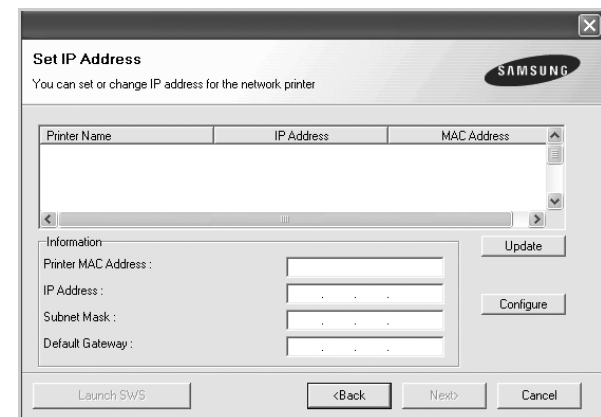 Set IP Address
You can set or change IP address for the network printer
SAMSUNG
Printer Name IP Address MAC Address
Information
Update
Printer MAC Address :
IP Address :
Configure
Subnet Mask :
Default Gateway :
Launch SWS <Back Next> Cancel